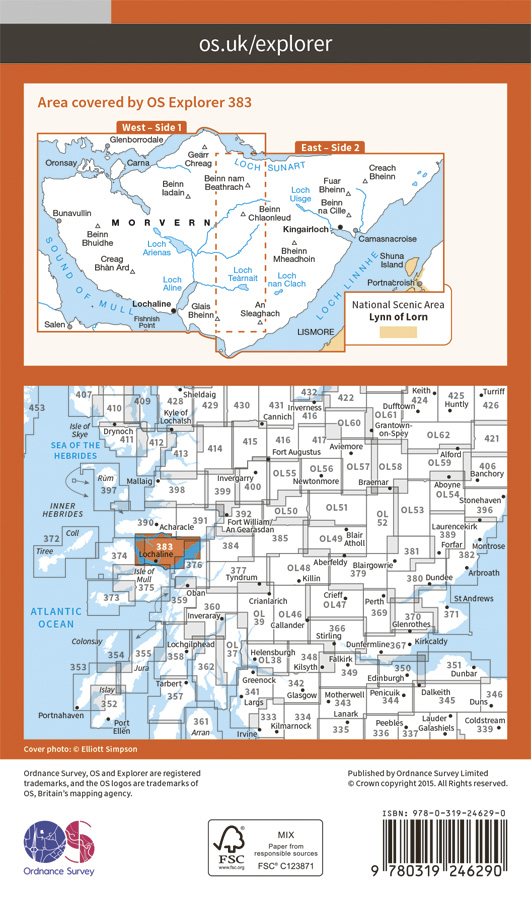 os.uk/explorer
Area covered by OS Explorer 383
West – Side 1
East – Side 2
Glenborrodale
Oronsay
Carna
Geàrr
Chreag
LOCH SUNART
Creach
Bheinn
Beinn
Iadain
Beinn nam
Beathrach
Loch
Uisge
Fuar
Bheinn
Beinn
na Cille
Bunavullin
MORVERN
Beinn
Chlaonleud
Kingairloch
Camasnacroise
Beinn
Bhuidhe
Loch
Arienas
Beinn
Mheadhoin
Shuna
Island
Creag
Bhàn Ard
Loch
Teàrnait
Loch
nan Clach
Portnacroish
SOUND OF MULL
Loch
Aline
LOCH LINNHE
Lochaline
Glais
Bheinn
An
Sleaghach
Fishnish
Point
Salen
LISMORE
National Scenic Area
Lynn of Lorn
407
Shieldaig
432
Keith
Turriff
453
410
409
428
429
430
431
Inverness
422
424
425
426
Dufftown
Huntly
Kyle of
Lochalsh
416
OL61
Isle of
Skye
Cannich
OL60
Grantown-
on-Spey
Drynoch
411
412
414
415
416
417
OL62
421
SEA OF THE
HEBRIDES
413
Fort Augustus
Aviemore
Alford
OL59
406
Rùm
397
Mallaig
398
Invergarry
399
400
OL55
OL56
Newtonmore
OL57
OL58
Braemar
Banchory
Aboyne
OL54
Stonehaven
INNER
HEBRIDES
392
OL50
OL51
OL
52
OL53
396
390
391
Acharacle
Fort William/
An Gearasdan
Laurencekirk
372
Coll
383
384
385
OL49
Blair
Atholl
389
Forfar
Montrose
Tiree
374
Lochaline
376
381
382
Isle of
Mull
375
377
Tyndrum
OL48
Aberfeldy
Blairgowrie
379
Killin
380
Dundee
Arbroath
373
Oban
359
Crianlarich
Crieff
OL47
Perth
369
St Andrews
360
Inveraray
OL
39
OL46
Callander
370
371
ATLANTIC
OCEAN
366
Glenrothes
Stirling
Colonsay
Lochgilphead
358
OL
37
Helensburgh
OL38
348
Dunfermline
367
Kirkcaldy
354
355
362
Kilsyth
Falkirk
349
350
351
353
Jura
Greenock
Edinburgh
Dunbar
Islay
352
Tarbert
357
342
Glasgow
Motherwell
343
Penicuik
344
Dalkeith
345
346
341
Largs
Duns
Portnahaven
Port
Ellen
361
Arran
333
334
Lanark
335
Peebles
336
337
Lauder
Galashiels
Coldstream
339
Irvine
Kilmarnock
Cover photo: © Elliott Simpson
Ordnance Survey, OS and Explorer are registered
trademarks, and the OS logos are trademarks of
OS, Britain's mapping agency.
Published by Ordnance Survey Limited
© Crown copyright 2015. All Rights reserved.
OS
Ordnance Survey
FSC
www.fsc.org
MIX
Paper from
responsible sources
FSC® C123871
ISBN: 978-0-319-24629-0
9 780319 246290